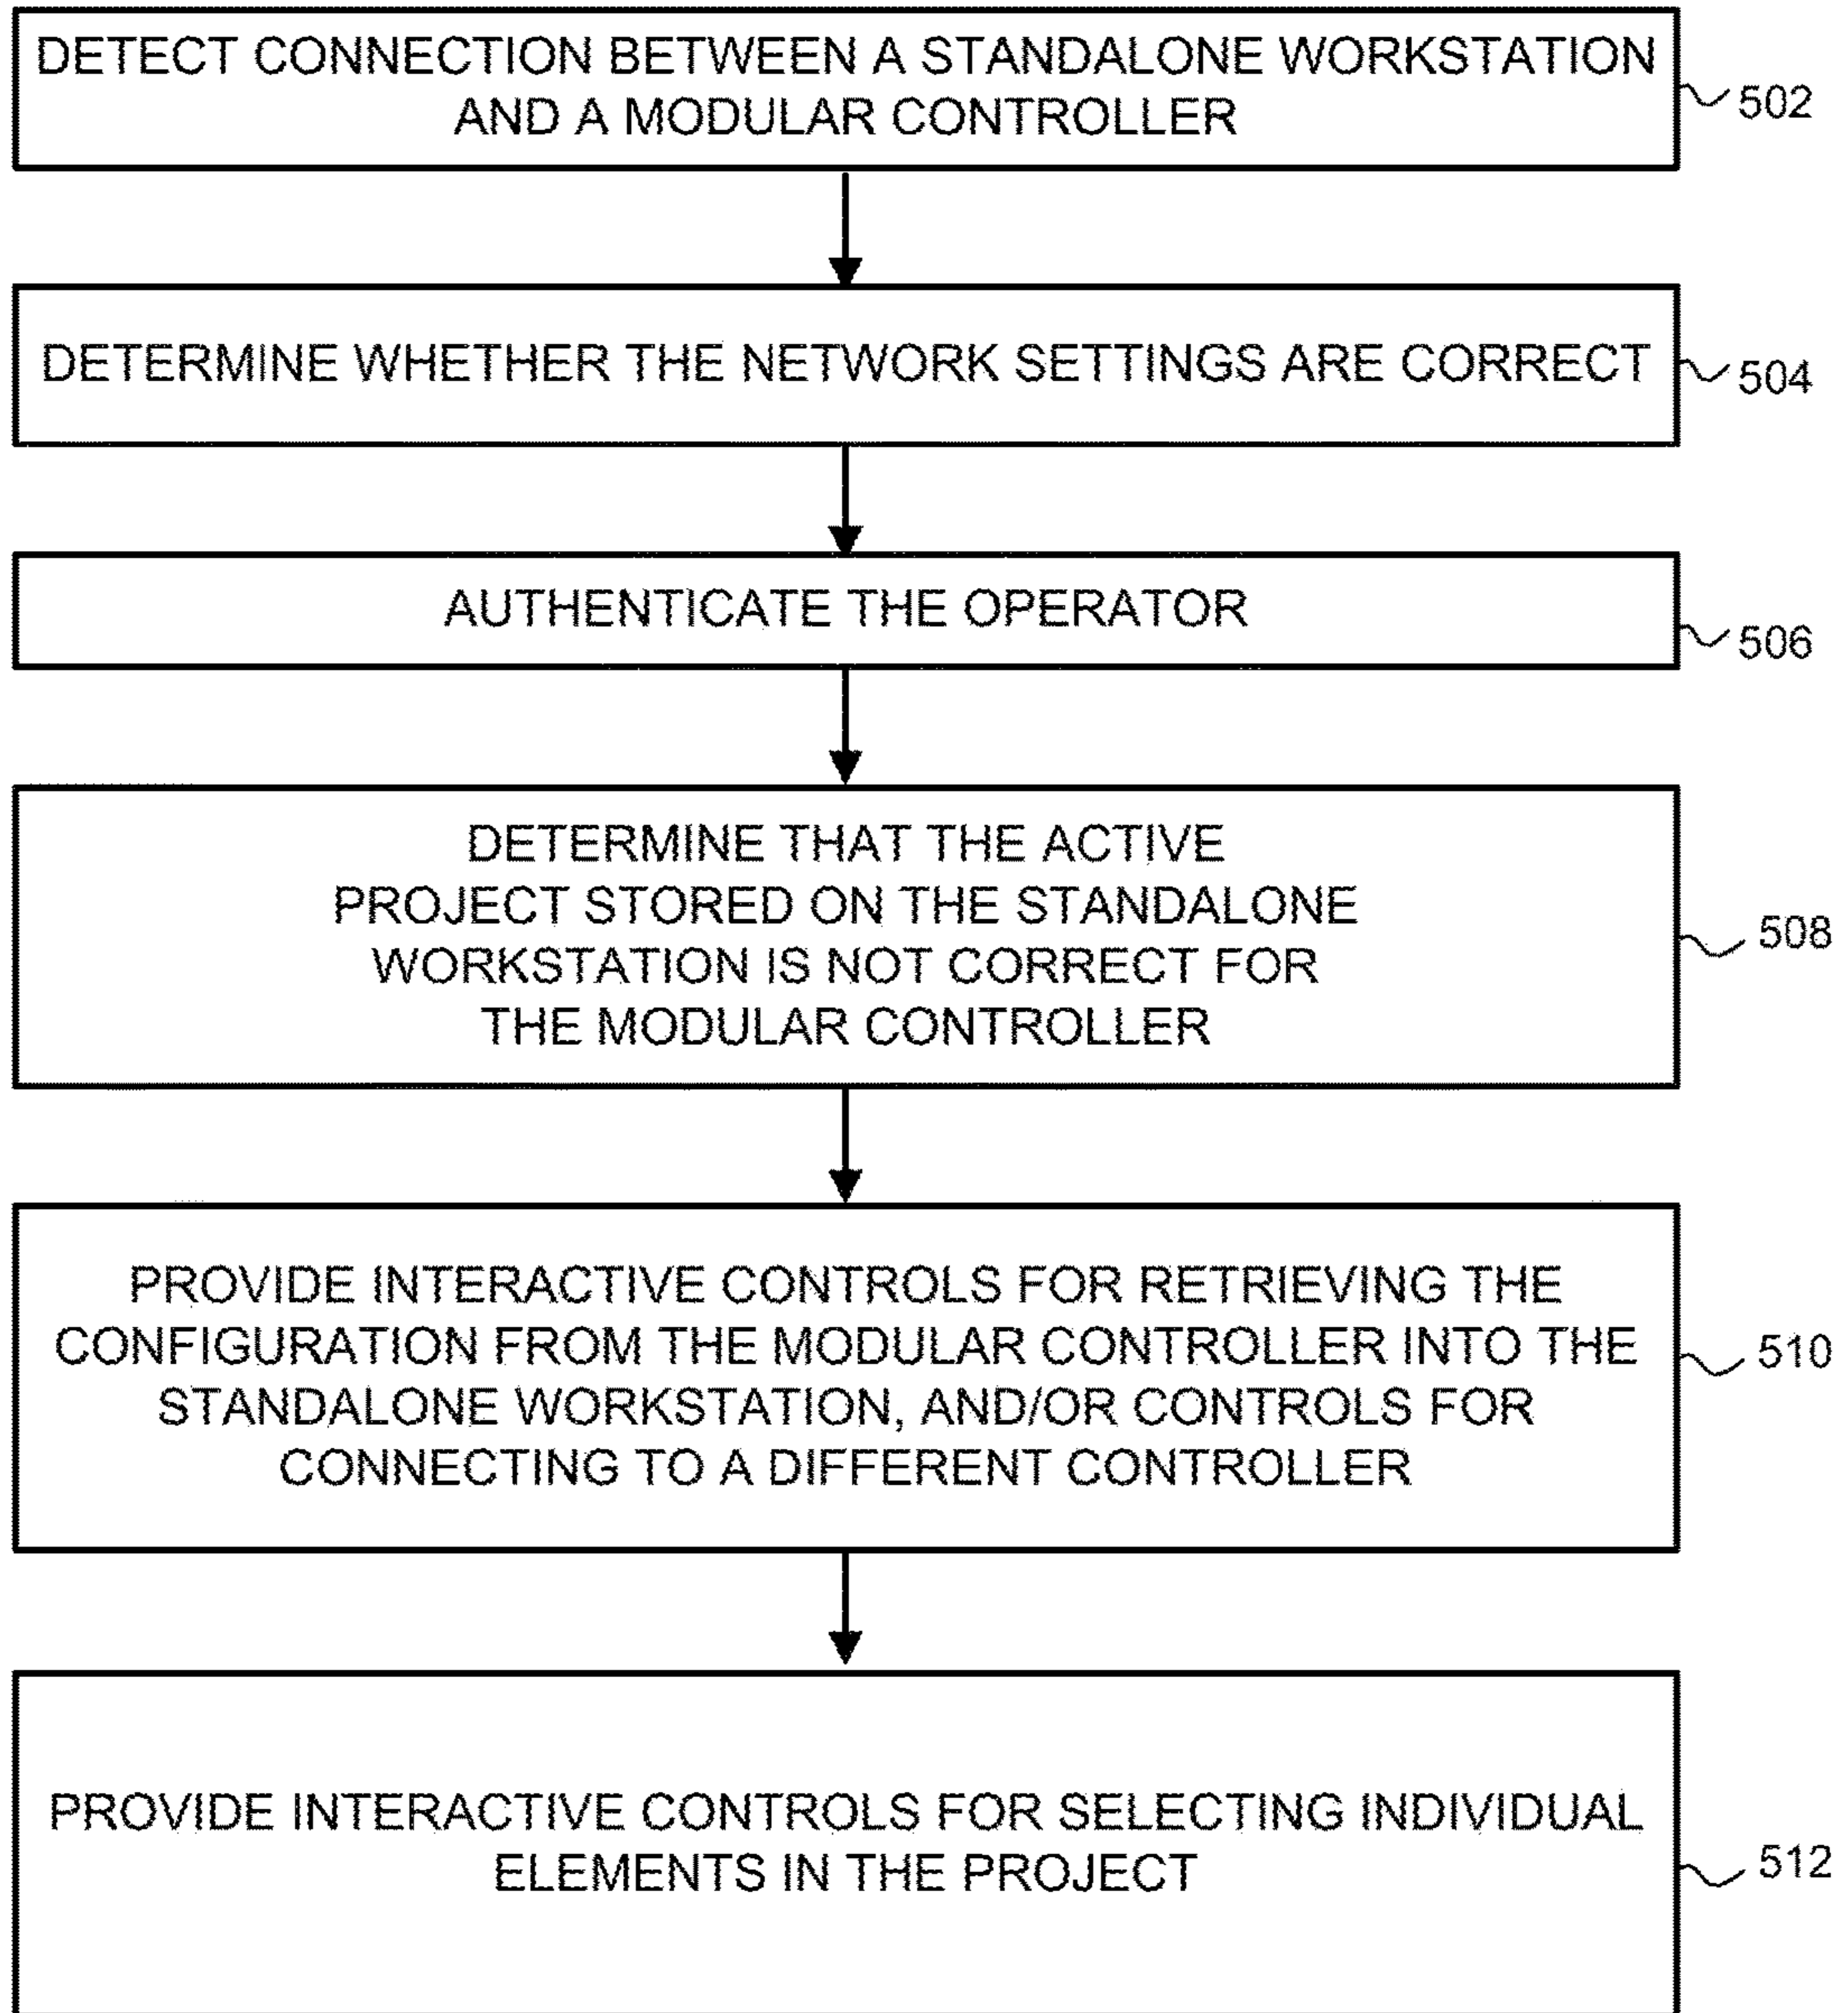 DETECT CONNECTION BETWEEN A STANDALONE WORKSTATION
AND A MODULAR CONTROLLER
502
DETERMINE WHETHER THE NETWORK SETTINGS ARE CORRECT
504
AUTHENTICATE THE OPERATOR
506
DETERMINE THAT THE ACTIVE
PROJECT STORED ON THE STANDALONE
WORKSTATION IS NOT CORRECT FOR
THE MODULAR CONTROLLER
508
PROVIDE INTERACTIVE CONTROLS FOR RETRIEVING THE
CONFIGURATION FROM THE MODULAR CONTROLLER INTO THE
STANDALONE WORKSTATION, AND/OR CONTROLS FOR
CONNECTING TO A DIFFERENT CONTROLLER
510
PROVIDE INTERACTIVE CONTROLS FOR SELECTING INDIVIDUAL
ELEMENTS IN THE PROJECT
512